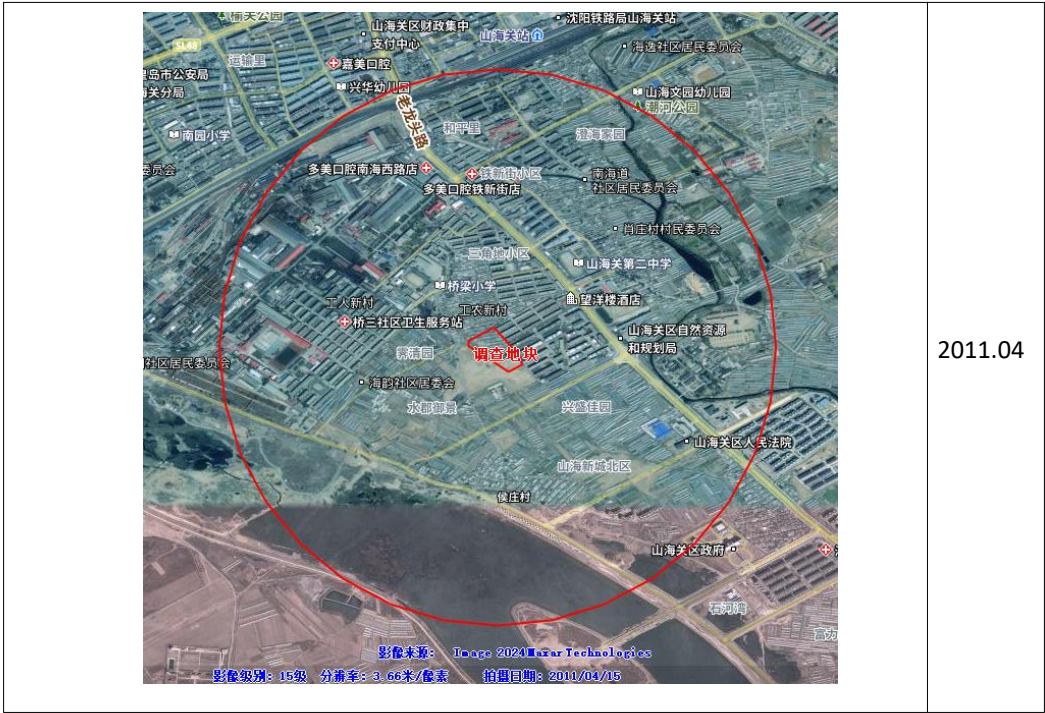 榆关公园
沈阳铁路局山海关站
山海关区财政集中
支付中心
山海关站
SL48
海逸社区居民委员会
运输里
嘉美口腔
皇岛市公安局
海关分局
兴华幼儿园
山海文园幼儿园
潮河公园
老龙头路
和平里
澄海家园
南园小学
委员会
多美口腔南海西路店
铁新街小区
多美口腔铁新街店
南海道
社区居民委员会
肖庄村村民委员会
三角地小区
山海关第二中学
桥梁小学
工人新村
工农新村
望洋楼酒店
桥三社区卫生服务站
山海关区自然资源
和规划局
调查地块
社区居民委员会
海韵社区居委会
水郡御景
兴盛佳园
山海关区人民法院
山海新城北区
侯庄村
山海关区政府
石河湾
富力
影像来源: Image 2024MaxarTechnologies
影像级别: 15级 分辨率: 3.66米/像素 拍摄日期: 2011/04/15
2011.04